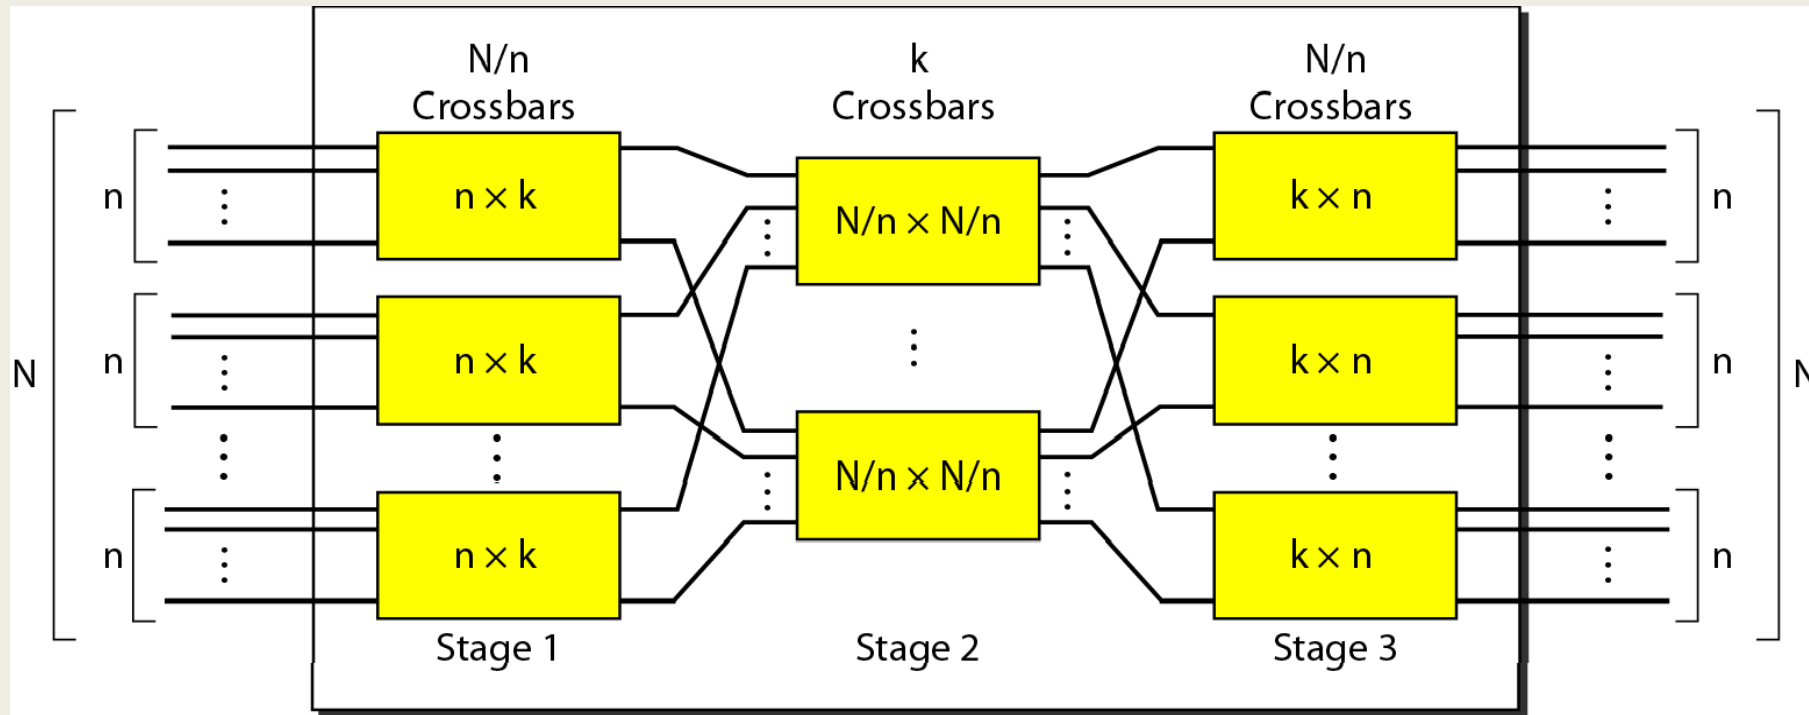 N/n
Crossbars
k
Crossbars
N/n
Crossbars
n
n × k
N/n × N/n
k × n
n
N
n
n × k
k × n
n
N
n
n × k
N/n × N/n
k × n
n
Stage 1
Stage 2
Stage 3